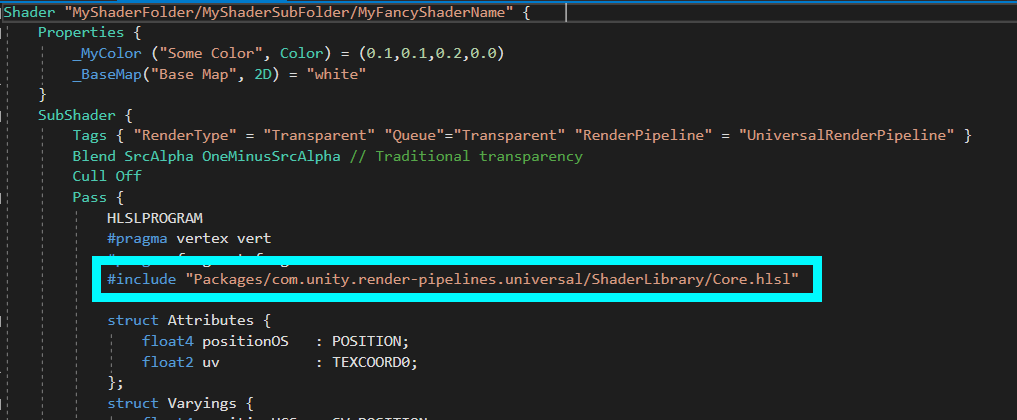 Shader "MyShaderFolder/MyShaderSubFolder/MyFancyShaderName" {
Properties {
_MyColor ("Some Color", Color) = (0.1,0.1,0.2,0.0)
_BaseMap("Base Map", 2D) = "white"
}
SubShader {
Tags { "RenderType" = "Transparent" "Queue"="Transparent" "RenderPipeline" = "UniversalRenderPipeline" }
Blend SrcAlpha OneMinusSrcAlpha // Traditional transparency
Cull Off
Pass {
HLSLPROGRAM
#pragma vertex vert
#include "Packages/com.unity.render-pipelines.universal/ShaderLibrary/Core.hlsl"
struct Attributes {
float4 positionOS : POSITION;
float2 uv : TEXCOORD0;
};
struct Varyings {